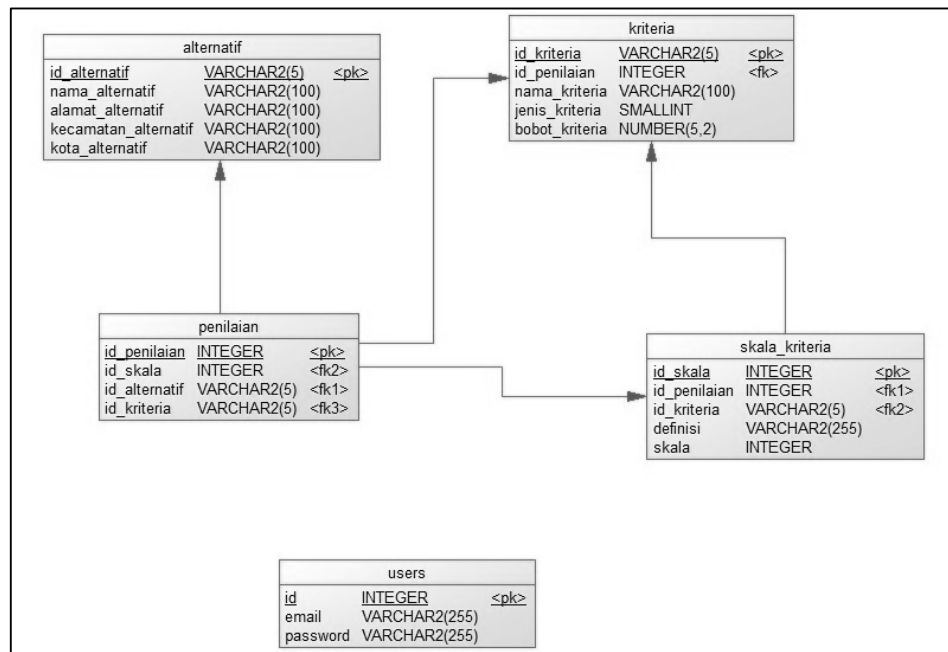 alternatif
id_alternatif VARCHAR2(5) <pk>
nama_alternatif VARCHAR2(100)
alamat_alternatif VARCHAR2(100)
kecamatan_alternatif VARCHAR2(100)
kota_alternatif VARCHAR2(100)
kriteria
id_kriteria VARCHAR2(5) <pk>
id_penilaian INTEGER <fk>
nama_kriteria VARCHAR2(100)
jenis_kriteria SMALLINT
bobot_kriteria NUMBER(5,2)
penilaian
id_penilaian INTEGER <pk>
id_skala INTEGER <fk2>
id_alternatif VARCHAR2(5) <fk1>
id_kriteria VARCHAR2(5) <fk3>
skala_kriteria
id_skala INTEGER <pk>
id_penilaian INTEGER <fk1>
id_kriteria VARCHAR2(5) <fk2>
definisi VARCHAR2(255)
skala INTEGER
users
id INTEGER <pk>
email VARCHAR2(255)
password VARCHAR2(255)